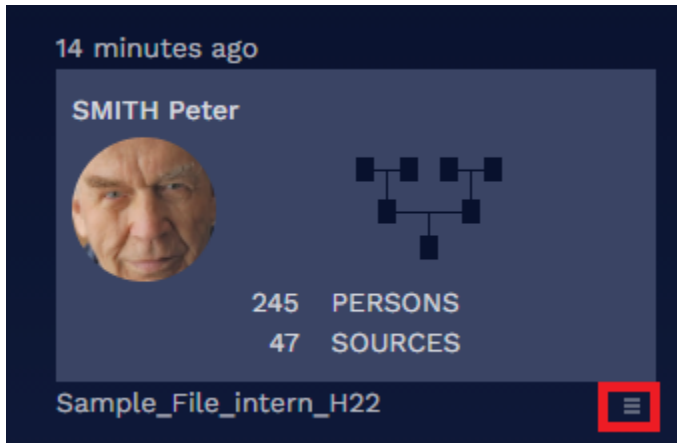 14 minutes ago
SMITH Peter
245 PERSONS
47 SOURCES
Sample_File_intern_H22